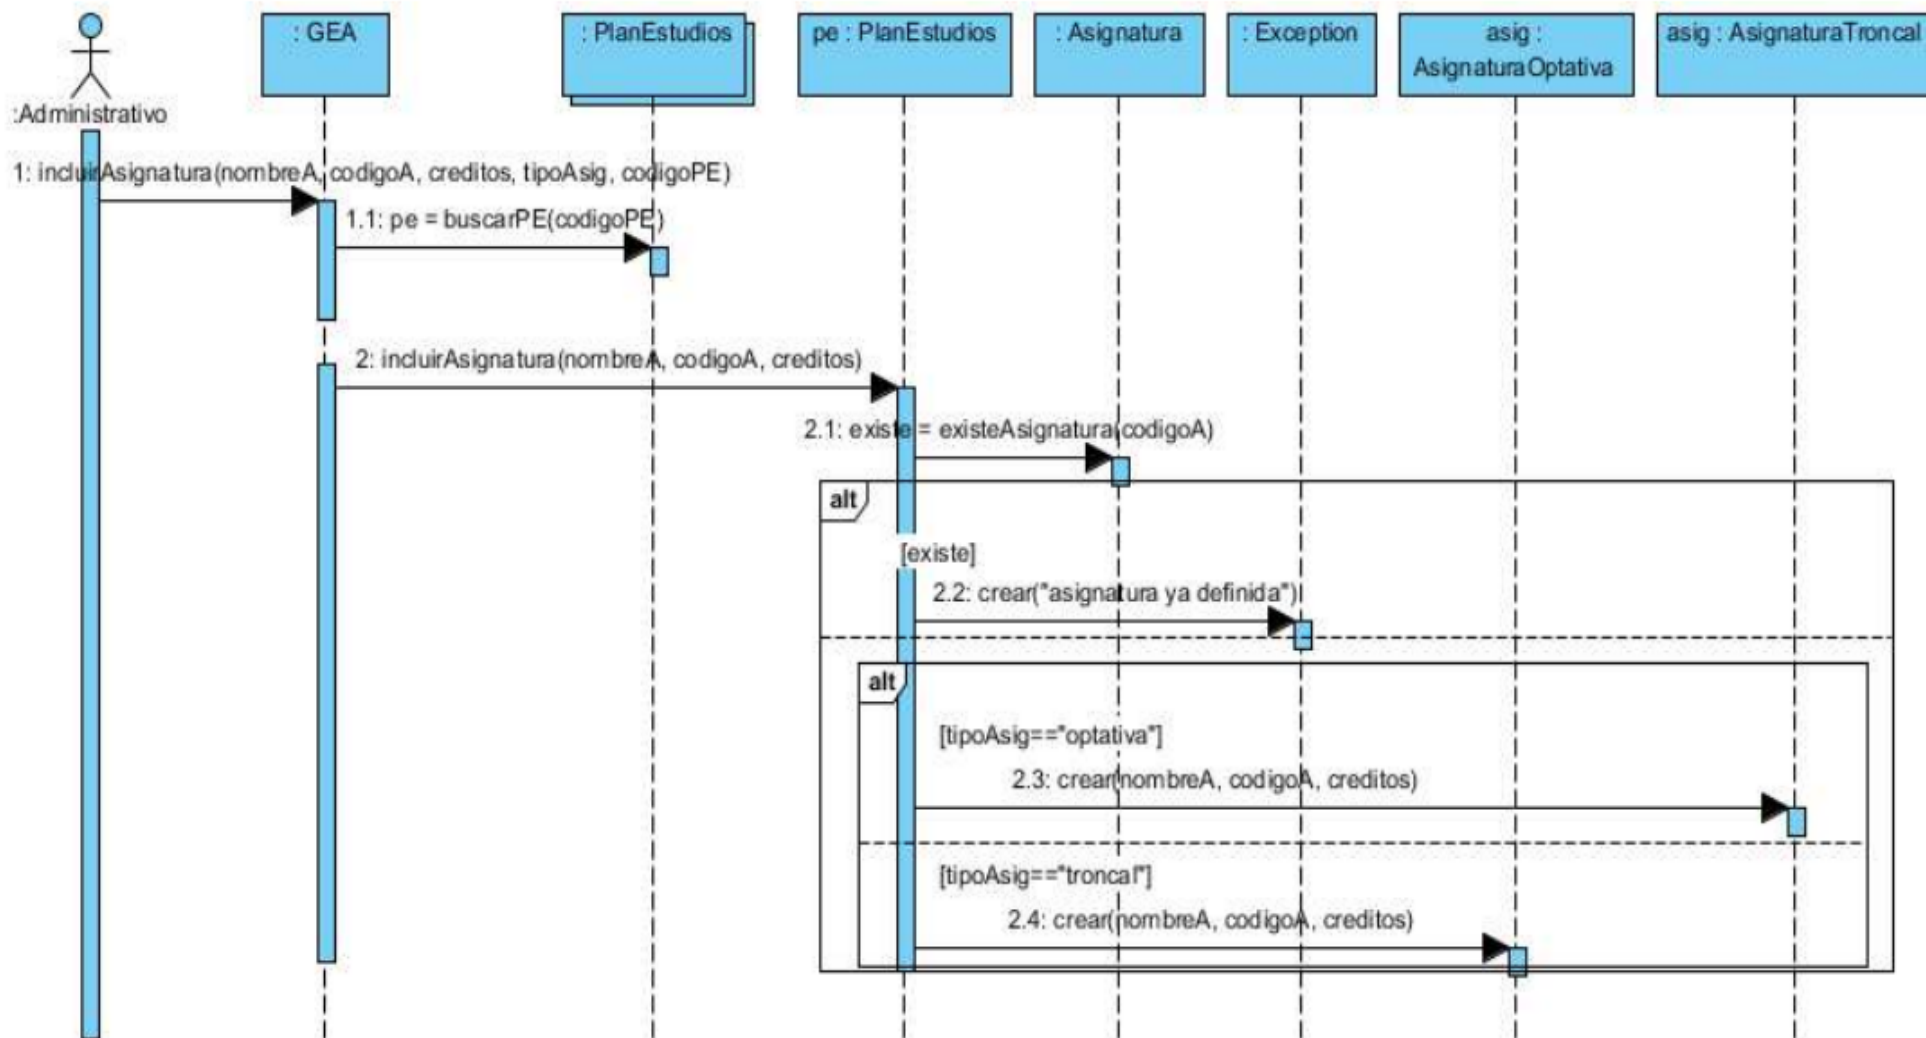 : GEA
: PlanEstudios
pe : PlanEstudios
: Asignatura
: Exception
asig :
AsignaturaOptativa
asig : AsignaturaTroncal
:Administrativo
1: incluirAsignatura(nombreA, codigoA, creditos, tipoAsig, codigoPE)
1.1: pe = buscarPE(codigoPE)
2: incluirAsignatura(nombreA, codigoA, creditos)
2.1: existe = existeAsignatura(codigoA)
alt
[existe]
2.2: crear("asignatura ya definida")
alt
[tipoAsig=="optativa"]
2.3: crear(nombreA, codigoA, creditos)
[tipoAsig=="troncal"]
2.4: crear(nombreA, codigoA, creditos)